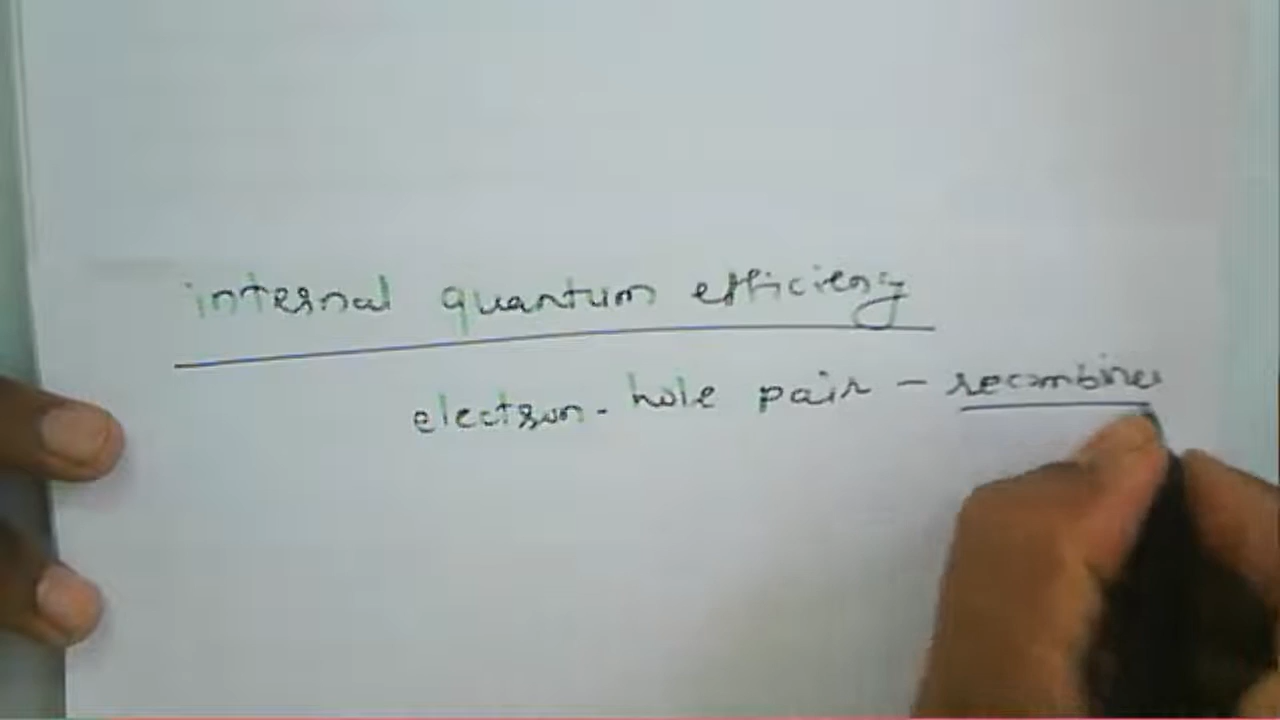 internal quantum efficiency
electron - hole pair - recombines